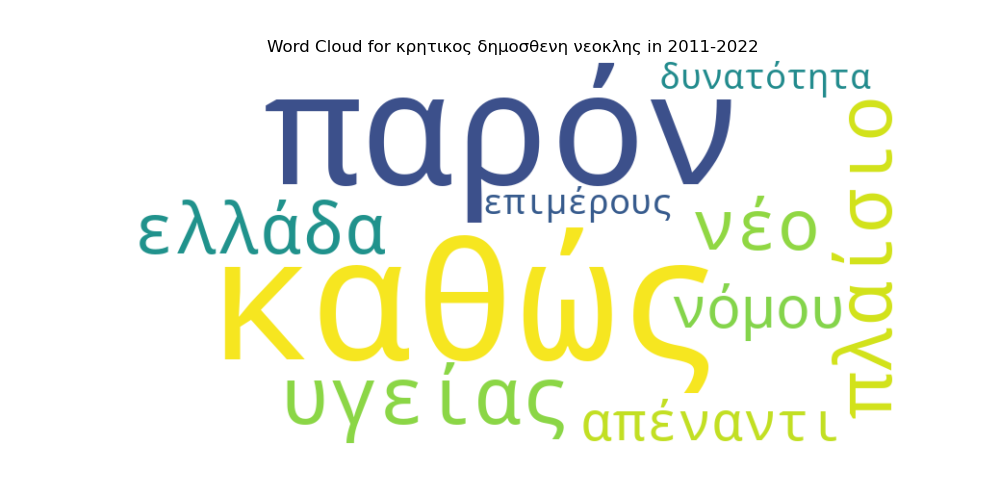 Word Cloud for κρητικος δημοσθενη νεοκλης in 2011-2022
δυνατότητα
παρόν
πλαίσιο
επιμέρους
ελλάδα
νέο
καθώς
νόμου
υγείας
απέναντι